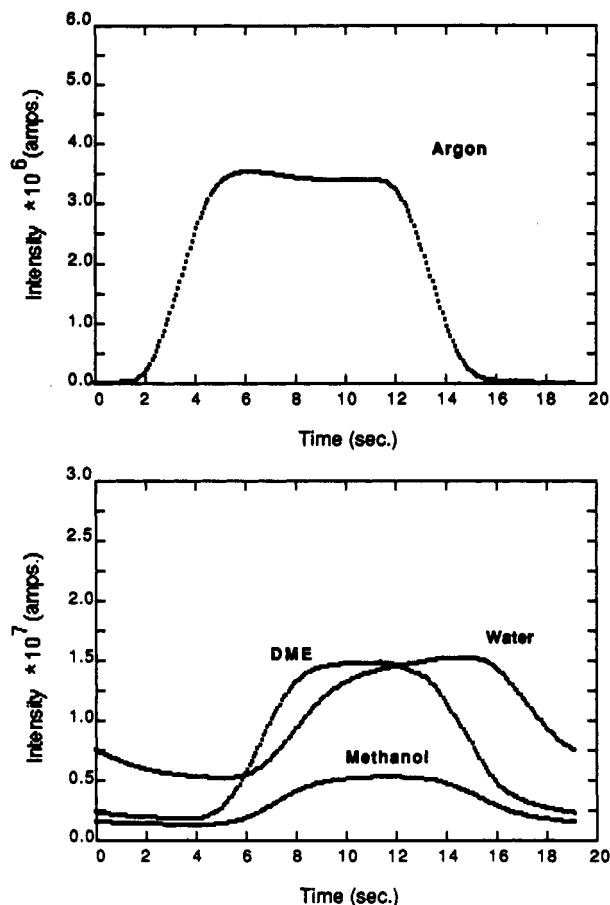 6.0
5.0
4.0
3.0
2.0
1.0
0.0
Intensity *10^6 (amps.)
Argon
0 2 4 6 8 10 12 14 16 18 20
Time (sec.)
3.0
2.5
2.0
1.5
1.0
0.5
0.0
Intensity *10^7 (amps.)
DME
Water
Methanol
0 2 4 6 8 10 12 14 16 18 20
Time (sec.)